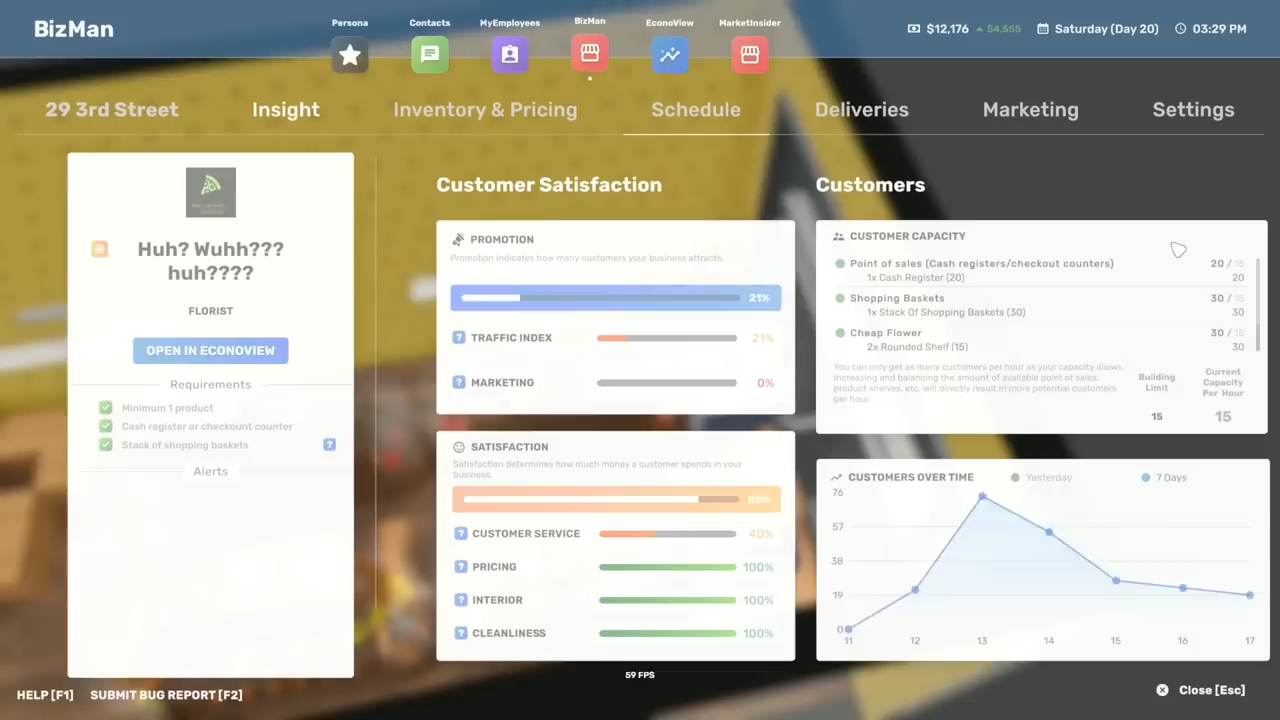 BizMan
Persona
Contacts
MyEmployees
BizMan
EconoView
MarketInsider
$12,176 $4,555
Saturday (Day 20)
03:29 PM
29 3rd Street
Insight
Inventory & Pricing
Schedule
Deliveries
Marketing
Settings
Huh? Wuhh???
huh????
FLORIST
OPEN IN ECONOVIEW
Requirements
Minimum 1 product
Cash register or checkount counter
Stack of shopping baskets ?
Alerts
Customer Satisfaction
PROMOTION
Promotion indicates how many customers your business attracts.
21%
? TRAFFIC INDEX 21%
? MARKETING 0%
SATISFACTION
Satisfaction determines how much money a customer spends in your
business.
85%
? CUSTOMER SERVICE 40%
? PRICING 100%
? INTERIOR 100%
? CLEANLINESS 100%
Customers
CUSTOMER CAPACITY
Point of sales (Cash registers/checkout counters) 20 / 15
1x Cash Register (20) 20
Shopping Baskets 30 / 15
1x Stack Of Shopping Baskets (30) 30
Cheap Flower 30 / 15
2x Rounded Shelf (15) 30
You can only get as many customers per hour as your capacity allows.
Increasing and balancing the amount of available point of sales,
product shelves, etc. will directly result in more potential customers
per hour.
Building
Limit
15
Current
Capacity
Per Hour
15
CUSTOMERS OVER TIME
Yesterday
7 Days
76
57
38
19
0
11 12 13 14 15 16 17
59 FPS
HELP [F1]
SUBMIT BUG REPORT [F2]
Close [Esc]